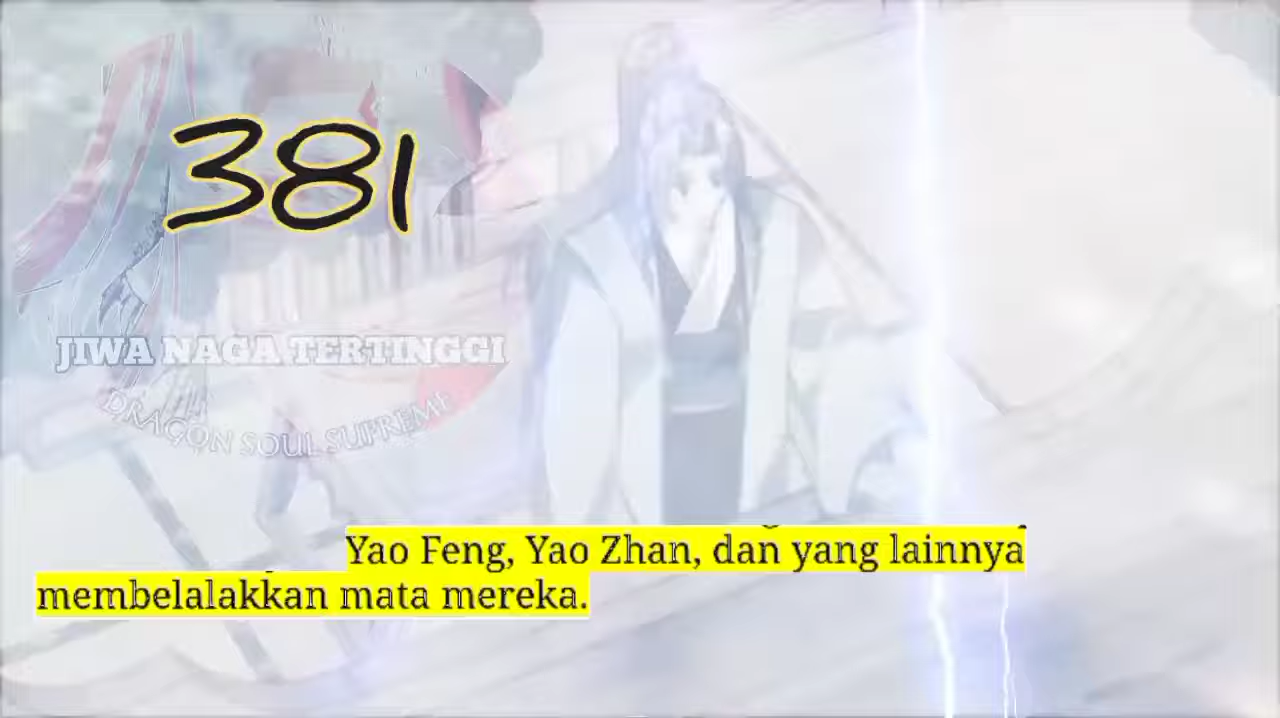 381
JIWA NAGA TERTINGGI
DRAGON SOUL SUPREME
Yao Feng, Yao Zhan, dan yang lainnya
membelalakkan mata mereka.